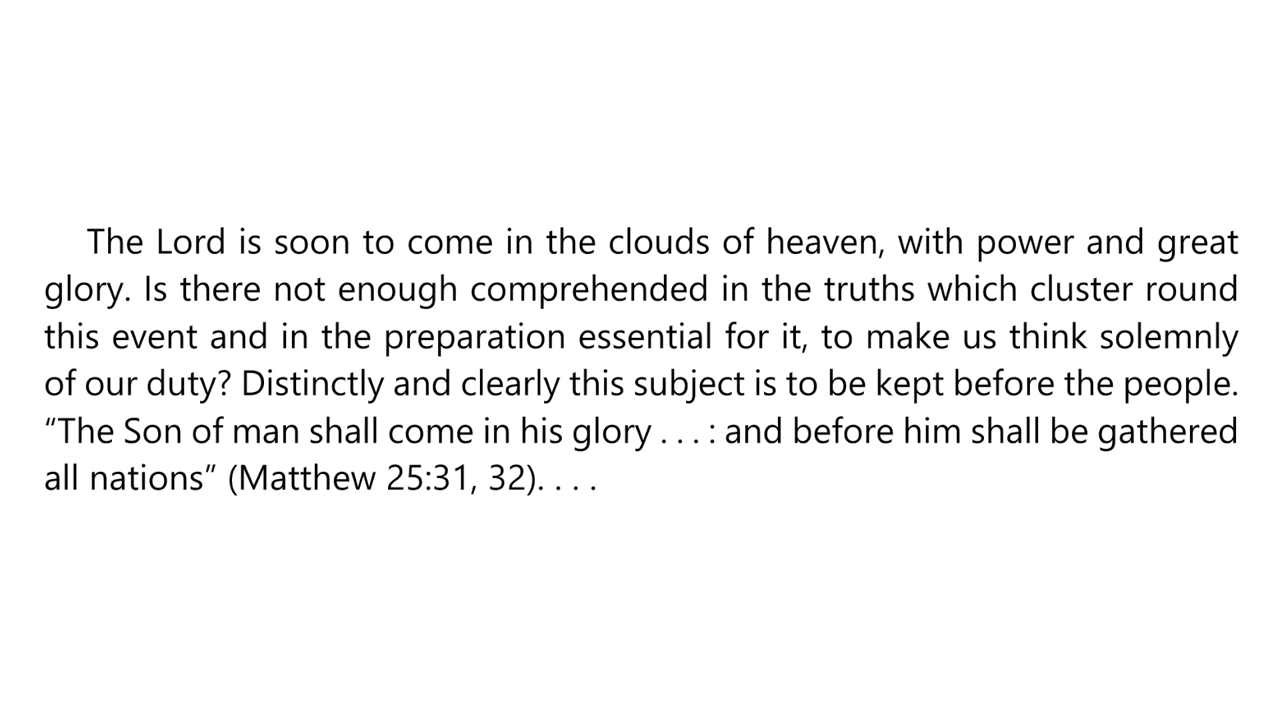 The Lord is soon to come in the clouds of heaven, with power and great
glory. Is there not enough comprehended in the truths which cluster round
this event and in the preparation essential for it, to make us think solemnly
of our duty? Distinctly and clearly this subject is to be kept before the people.
“The Son of man shall come in his glory . . . : and before him shall be gathered
all nations” (Matthew 25:31, 32). . . .